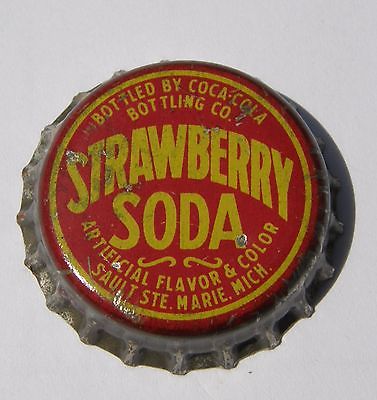 BOTTLED BY COCA-COLA
BOTTLING CO.
STRAWBERRY
SODA
ARTIFICIAL FLAVOR & COLOR
SAULT STE. MARIE. MICH.